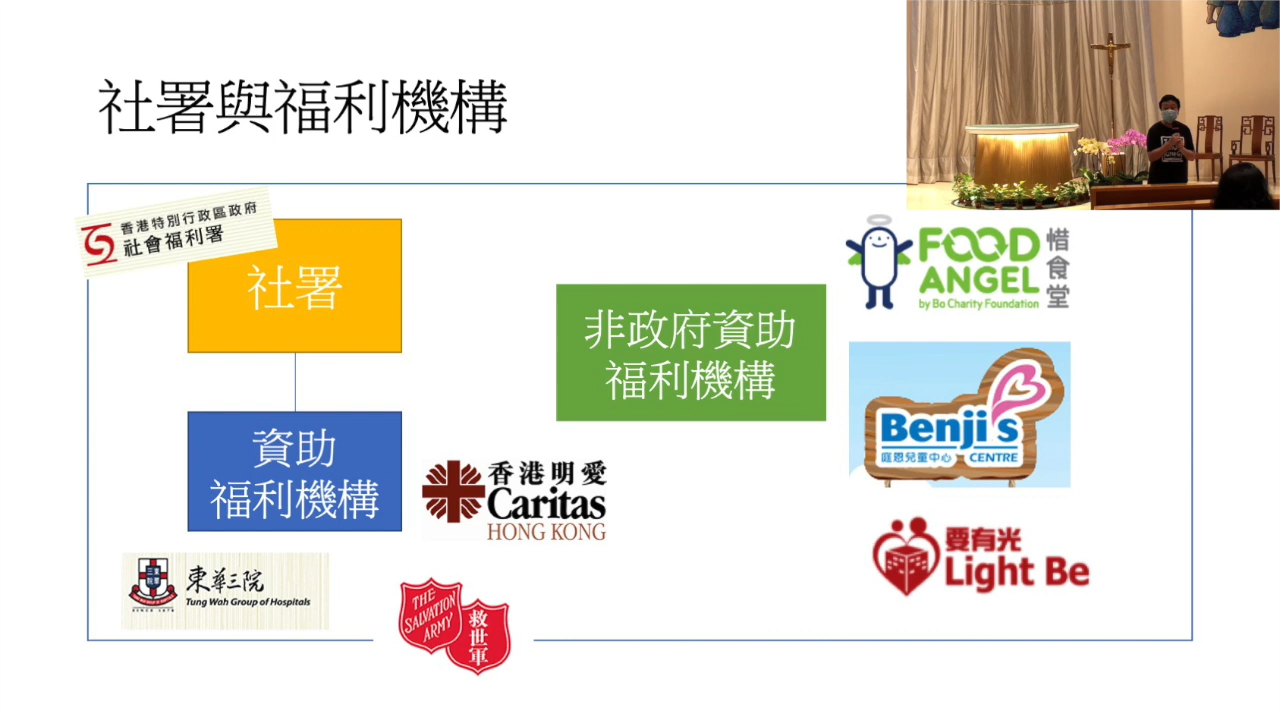 社署與福利機構
香港特別行政區政府
社會福利署
社署
資助
福利機構
東華三院
Tung Wah Group of Hospitals
香港明愛
Caritas
HONG KONG
THE
SALVATION
ARMY
救世軍
非政府資助
福利機構
FOOD
ANGEL
by Bo Charity Foundation
惜食堂
Benji's
庭恩兒童中心 CENTRE
要有光
Light Be